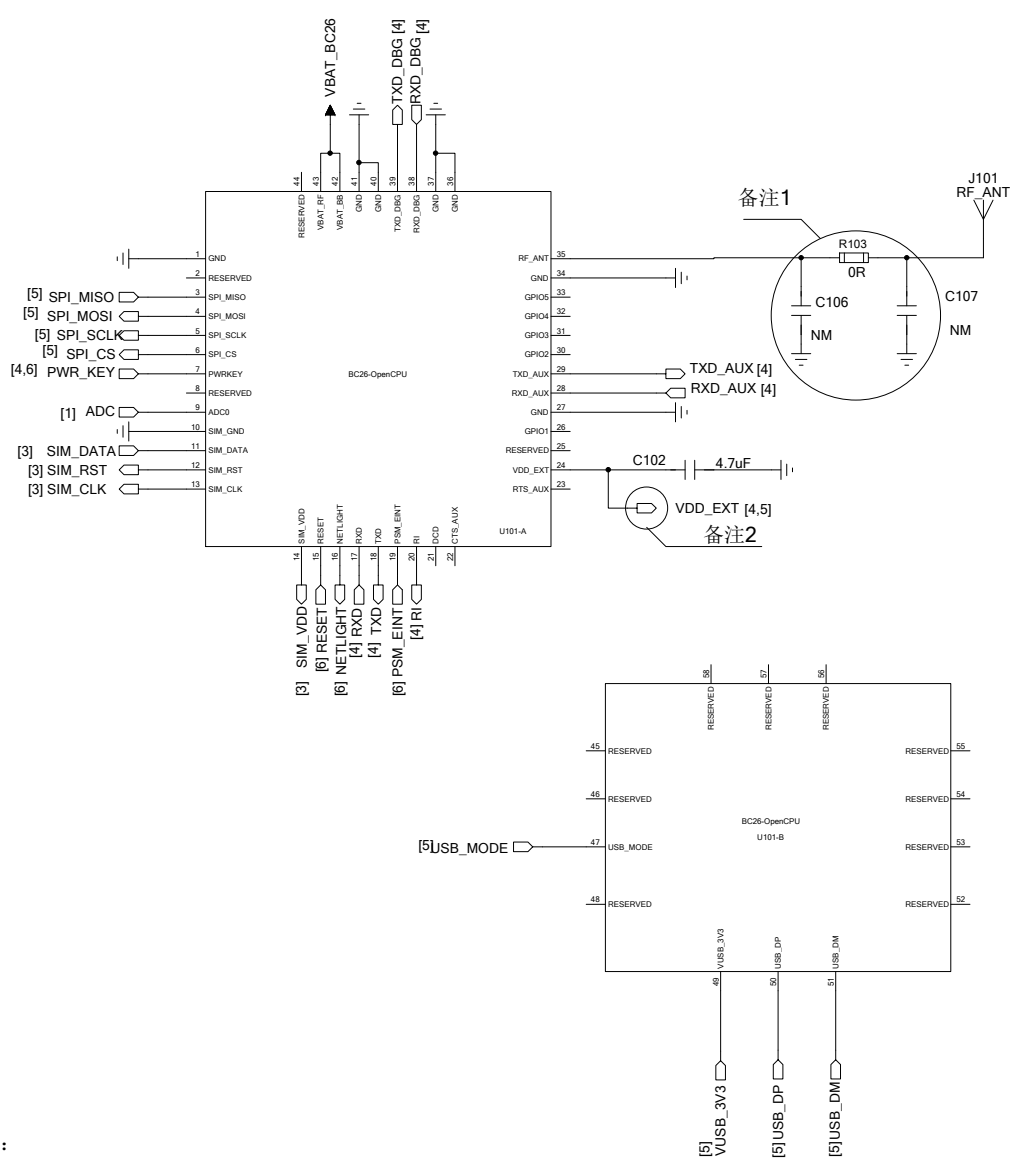 VBAT_BC26
TXD_DBG [4]
RXD_DBG [4]
44
43
42
41
40
39
38
37
36
RESERVED
VBAT_RF
VBAT_BB
GND
GND
TXD_DBG
RXD_DBG
GND
GND
J101
RF_ANT
备注1
R103
0R
C106
NM
C107
NM
1 GND
2 RESERVED
[5] SPI_MISO 3 SPI_MISO
[5] SPI_MOSI 4 SPI_MOSI
[5] SPI_SCLK 5 SPI_SCLK
[5] SPI_CS 6 SPI_CS
[4,6] PWR_KEY 7 PWRKEY
8 RESERVED
[1] ADC 9 ADC0
10 SIM_GND
[3] SIM_DATA 11 SIM_DATA
[3] SIM_RST 12 SIM_RST
[3] SIM_CLK 13 SIM_CLK
BC26-OpenCPU
U101-A
RF_ANT 35
GND 34
GPIO5 33
GPIO4 32
GPIO3 31
GPIO2 30
TXD_AUX 29 TXD_AUX [4]
RXD_AUX 28 RXD_AUX [4]
GND 27
GPIO1 26
RESERVED 25
VDD_EXT 24
RTS_AUX 23
C102 4.7uF
VDD_EXT [4,5]
备注2
SIM_VDD
RESET
NETLIGHT
RXD
TXD
PSM_EINT
RI
DCD
CTS_AUX
14
15
16
17
18
19
20
21
22
[3] SIM_VDD
[6] RESET
[6] NETLIGHT
[4] RXD
[4] TXD
[6] PSM_EINT
[4] RI
58
57
56
RESERVED
RESERVED
RESERVED
45 RESERVED
46 RESERVED
[5]USB_MODE 47 USB_MODE
48 RESERVED
BC26-OpenCPU
U101-B
RESERVED 55
RESERVED 54
RESERVED 53
RESERVED 52
VUSB_3V3
USB_DP
USB_DM
49
50
51
[5] VUSB_3V3
[5] USB_DP
[5] USB_DM
: